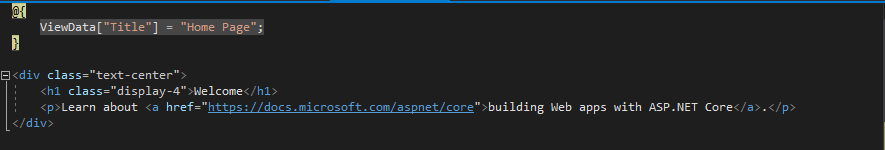 @{
    ViewData["Title"] = "Home Page";
}
<div class="text-center">
    <h1 class="display-4">Welcome</h1>
    <p>Learn about <a href="https://docs.microsoft.com/aspnet/core">building Web apps with ASP.NET Core</a>.</p>
</div>